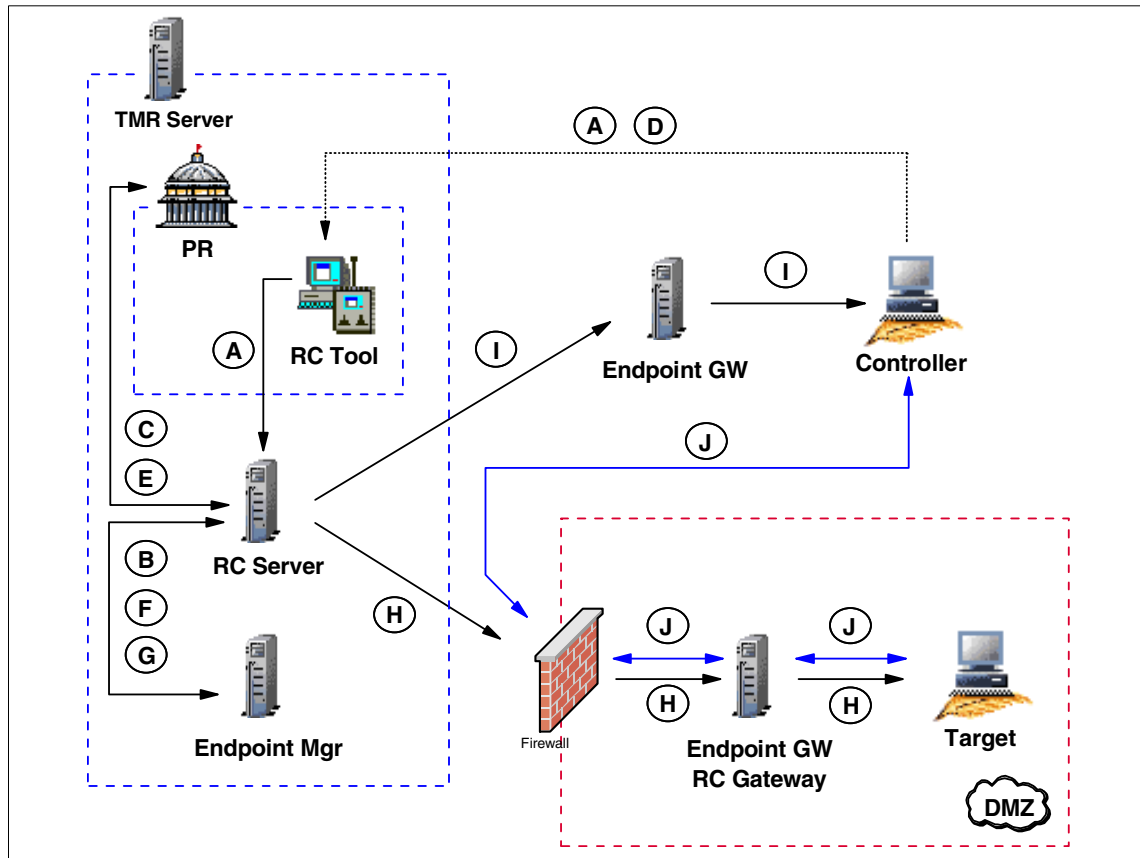 TMR Server
A D
PR
I
A
RC Tool
I
Endpoint GW
Controller
C
J
E
B
RC Server
F
H
J
J
G
H
H
Endpoint Mgr
Firewall
Endpoint GW
RC Gateway
Target
DMZ